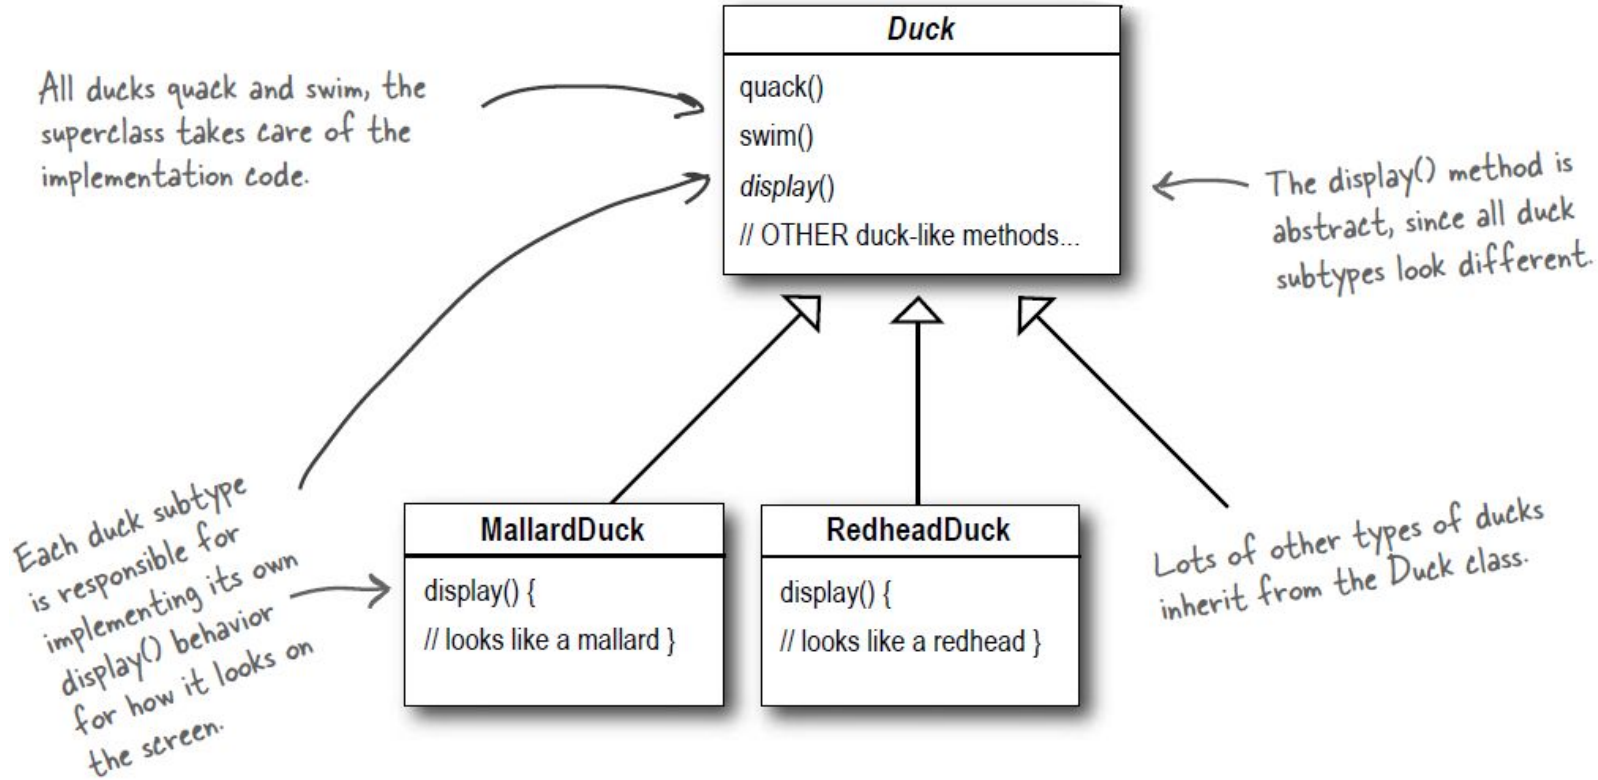 Duck
quack()
swim()
display()
// OTHER duck-like methods...
All ducks quack and swim, the
superclass takes care of the
implementation code.
The display() method is
abstract, since all duck
subtypes look different.
Each duck subtype
is responsible for
implementing its own
display() behavior
for how it looks on
the screen.
MallardDuck
display() {
// looks like a mallard }
RedheadDuck
display() {
// looks like a redhead }
Lots of other types of ducks
inherit from the Duck class.